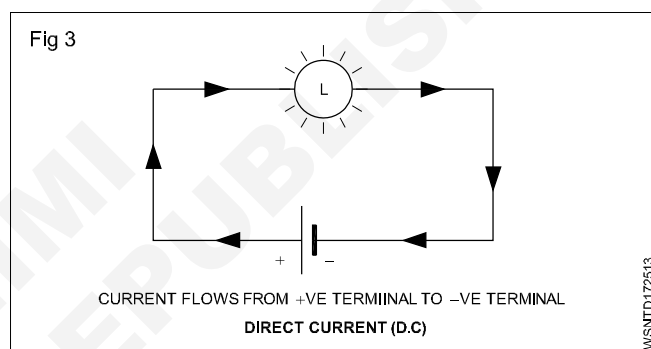 Fig 3
L
+ –
CURRENT FLOWS FROM +VE TERMIINAL TO –VE TERMINAL
DIRECT CURRENT (D.C)
WSNTD172513